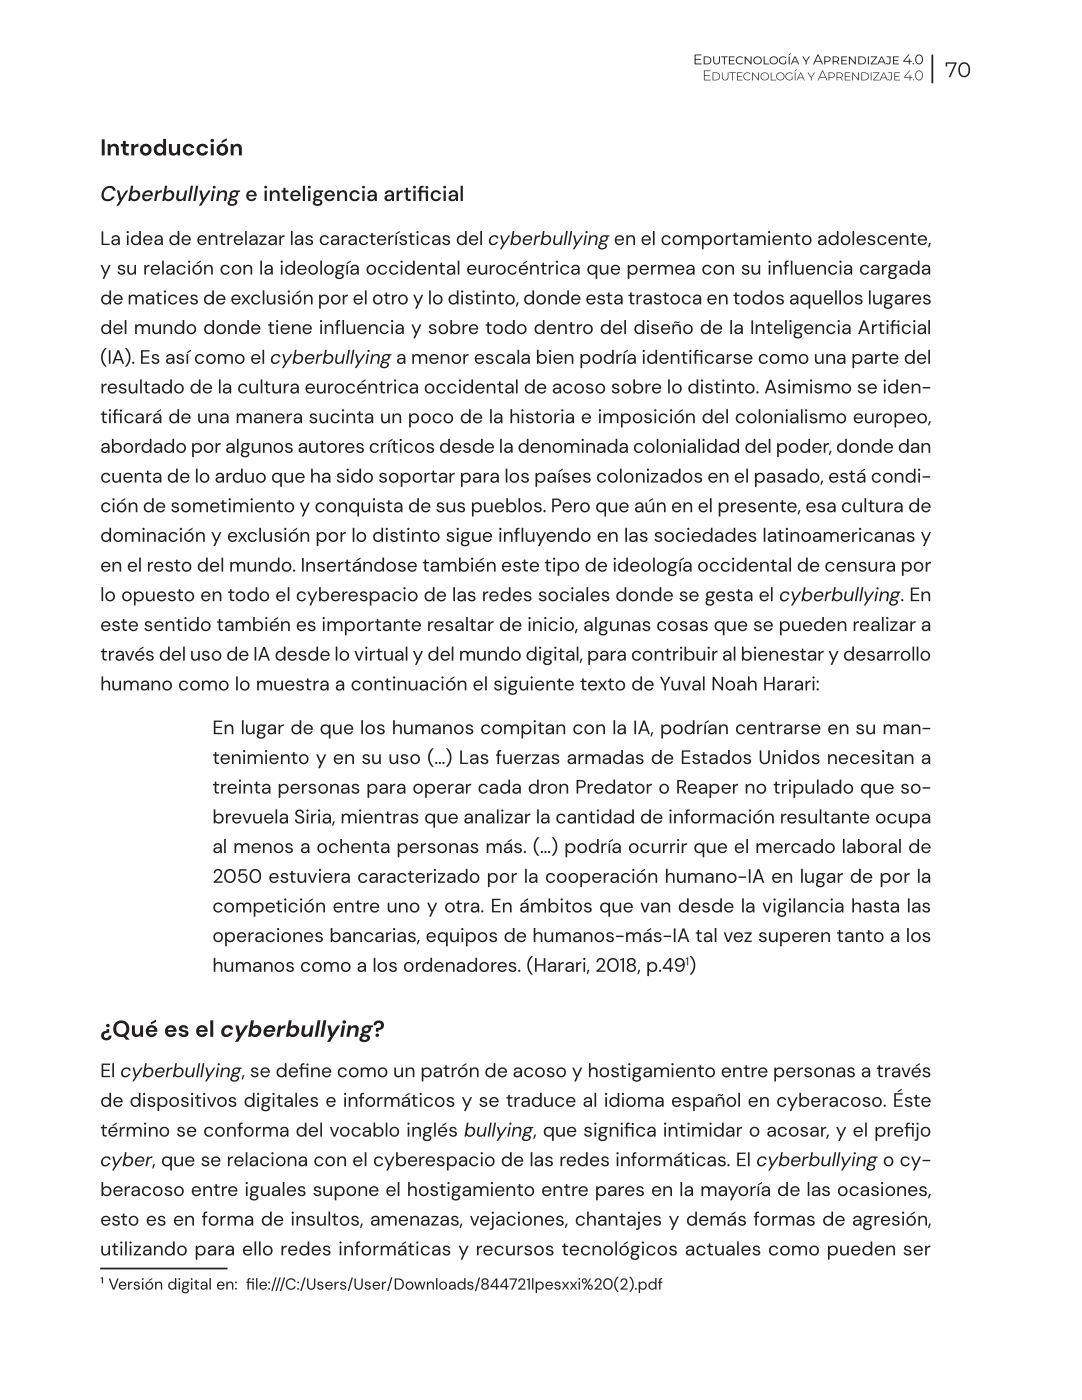 Edutecnología y Aprendizaje 4.0
Edutecnología y Aprendizaje 4.0
70
Introducción
Cyberbullying e inteligencia artificial
La idea de entrelazar las características del cyberbullying en el comportamiento adolescente,
y su relación con la ideología occidental eurocéntrica que permea con su influencia cargada
de matices de exclusión por el otro y lo distinto, donde esta trastoca en todos aquellos lugares
del mundo donde tiene influencia y sobre todo dentro del diseño de la Inteligencia Artificial
(IA). Es así como el cyberbullying a menor escala bien podría identificarse como una parte del
resultado de la cultura eurocéntrica occidental de acoso sobre lo distinto. Asimismo se iden-
tificará de una manera sucinta un poco de la historia e imposición del colonialismo europeo,
abordado por algunos autores críticos desde la denominada colonialidad del poder, donde dan
cuenta de lo arduo que ha sido soportar para los países colonizados en el pasado, está condi-
ción de sometimiento y conquista de sus pueblos. Pero que aún en el presente, esa cultura de
dominación y exclusión por lo distinto sigue influyendo en las sociedades latinoamericanas y
en el resto del mundo. Insertándose también este tipo de ideología occidental de censura por
lo opuesto en todo el cyberespacio de las redes sociales donde se gesta el cyberbullying. En
este sentido también es importante resaltar de inicio, algunas cosas que se pueden realizar a
través del uso de IA desde lo virtual y del mundo digital, para contribuir al bienestar y desarrollo
humano como lo muestra a continuación el siguiente texto de Yuval Noah Harari:
En lugar de que los humanos compitan con la IA, podrían centrarse en su man-
tenimiento y en su uso (...) Las fuerzas armadas de Estados Unidos necesitan a
treinta personas para operar cada dron Predator o Reaper no tripulado que so-
brevuela Siria, mientras que analizar la cantidad de información resultante ocupa
al menos a ochenta personas más. (...) podría ocurrir que el mercado laboral de
2050 estuviera caracterizado por la cooperación humano-IA en lugar de por la
competición entre uno y otra. En ámbitos que van desde la vigilancia hasta las
operaciones bancarias, equipos de humanos-más-IA tal vez superen tanto a los
humanos como a los ordenadores. (Harari, 2018, p.49¹)
¿Qué es el cyberbullying?
El cyberbullying, se define como un patrón de acoso y hostigamiento entre personas a través
de dispositivos digitales e informáticos y se traduce al idioma español en cyberacoso. Éste
término se conforma del vocablo inglés bullying, que significa intimidar o acosar, y el prefijo
cyber, que se relaciona con el cyberespacio de las redes informáticas. El cyberbullying o cy-
beracoso entre iguales supone el hostigamiento entre pares en la mayoría de las ocasiones,
esto es en forma de insultos, amenazas, vejaciones, chantajes y demás formas de agresión,
utilizando para ello redes informáticas y recursos tecnológicos actuales como pueden ser
¹ Versión digital en: file:///C:/Users/User/Downloads/844721lpesxxi%20(2).pdf